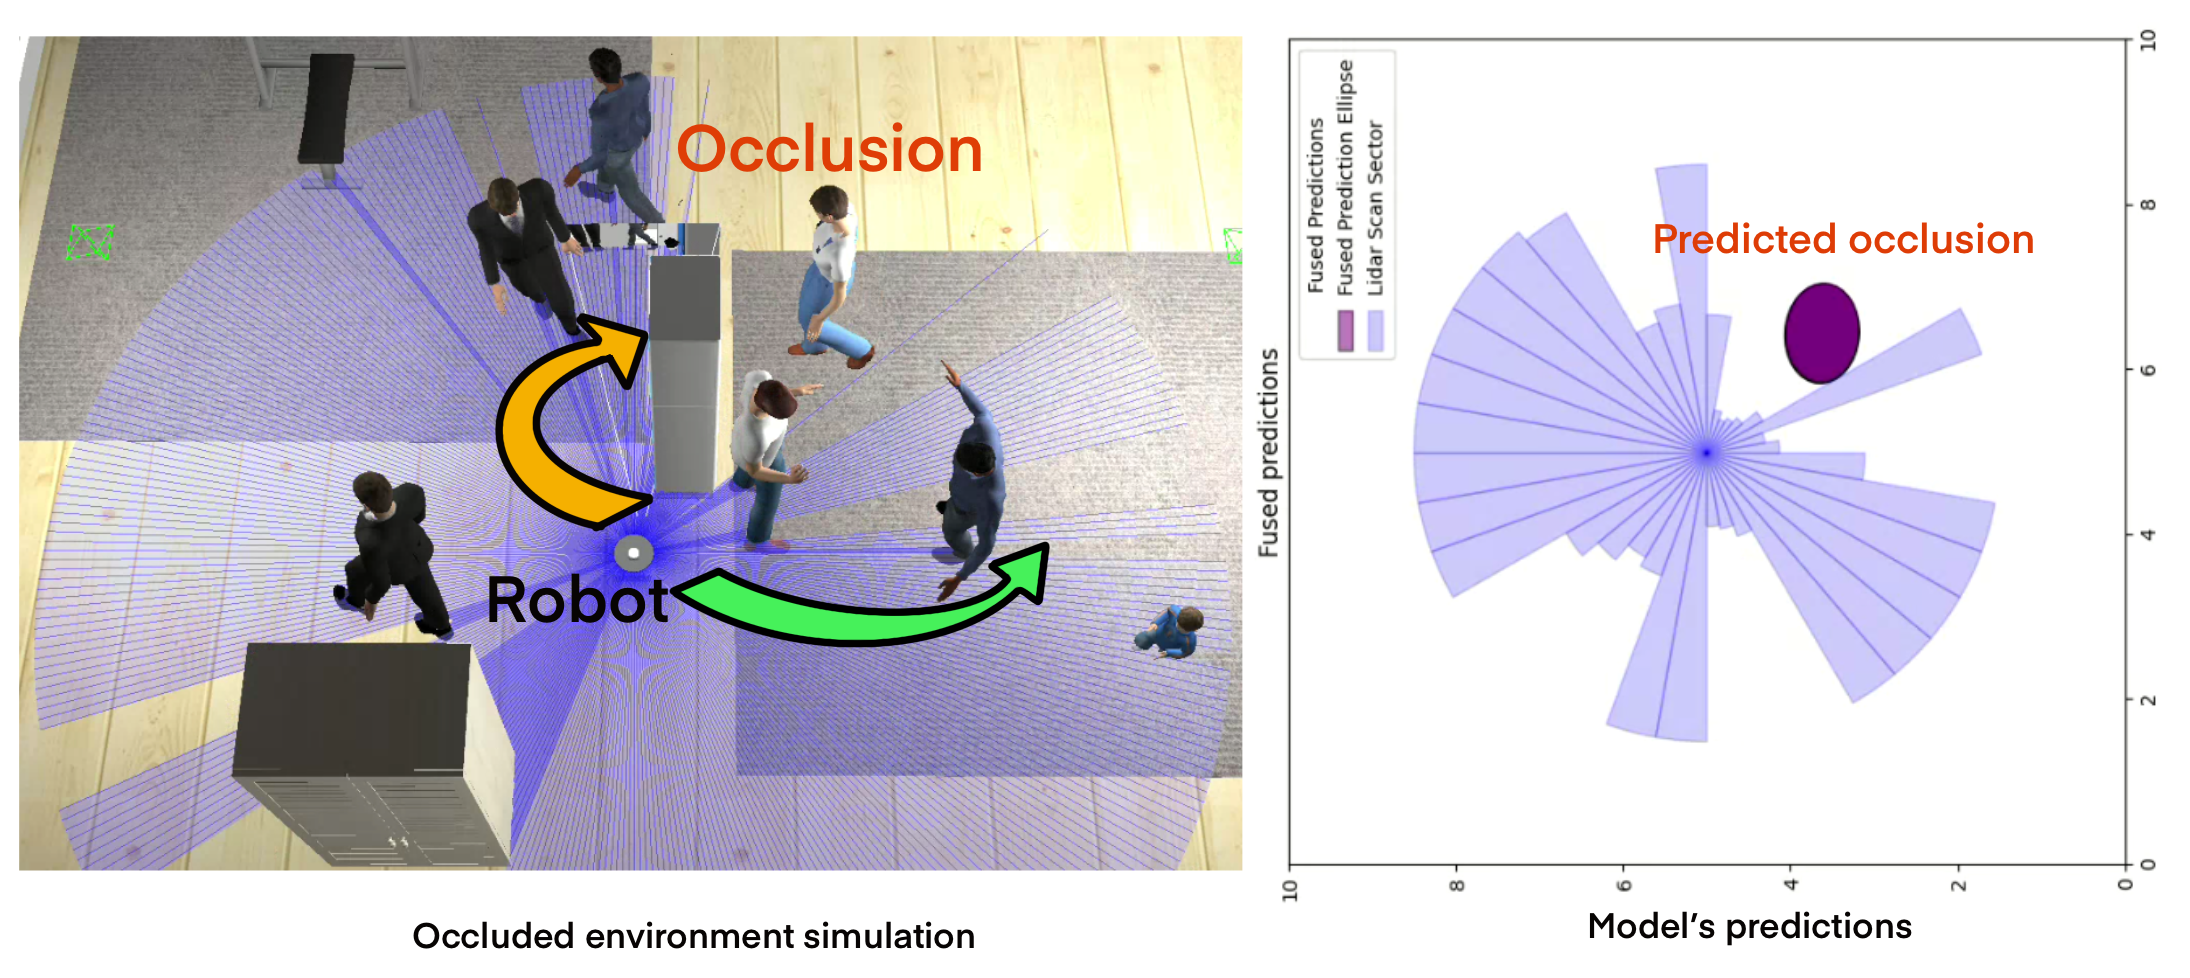 Occlusion
Robot
Occluded environment simulation
Fused predictions
Fused Predictions
Fused Prediction Ellipse
Lidar Scan Sector
Predicted occlusion
10
8
6
4
2
0
10
8
6
4
2
0
Model's predictions